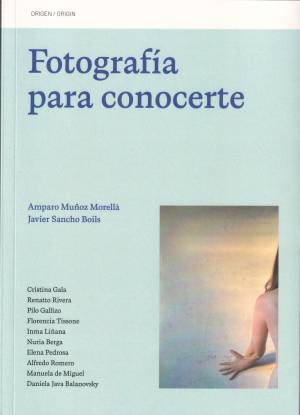 ORIGEN / ORIGIN
Fotografía
para conocerte
Amparo Muñoz Morellà
Javier Sancho Boils
Cristina Gala
Renatto Rivera
Pilo Gallizo
Florencia Tissone
Inma Liñana
Nuria Berga
Elena Pedrosa
Alfredo Romero
Manuela de Miguel
Daniela Java Balanovsky